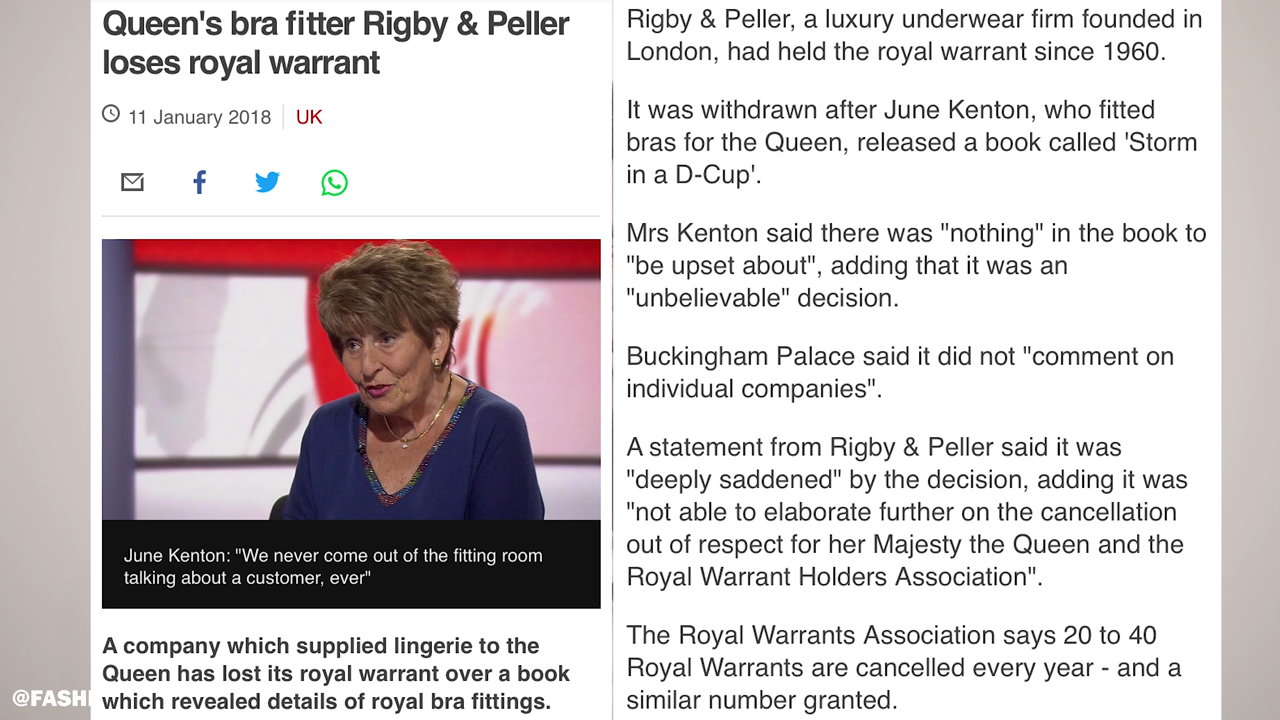 Queen's bra fitter Rigby & Peller
loses royal warrant
11 January 2018
UK
June Kenton: "We never come out of the fitting room
talking about a customer, ever"
A company which supplied lingerie to the
Queen has lost its royal warrant over a book
which revealed details of royal bra fittings.
@FASHI
Rigby & Peller, a luxury underwear firm founded in
London, had held the royal warrant since 1960.
It was withdrawn after June Kenton, who fitted
bras for the Queen, released a book called 'Storm
in a D-Cup'.
Mrs Kenton said there was "nothing" in the book to
"be upset about", adding that it was an
"unbelievable" decision.
Buckingham Palace said it did not "comment on
individual companies".
A statement from Rigby & Peller said it was
"deeply saddened" by the decision, adding it was
"not able to elaborate further on the cancellation
out of respect for her Majesty the Queen and the
Royal Warrant Holders Association".
The Royal Warrants Association says 20 to 40
Royal Warrants are cancelled every year - and a
similar number granted.